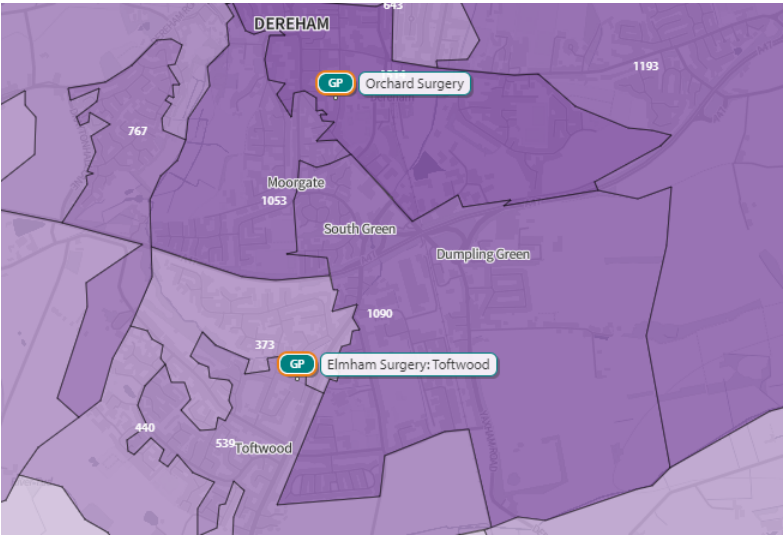 643
DEREHAM
1193
GP Orchard Surgery
767
Moorgate
1053
South Green
Dumpling Green
1090
373
GP Elmham Surgery: Toftwood
440
539
Toftwood